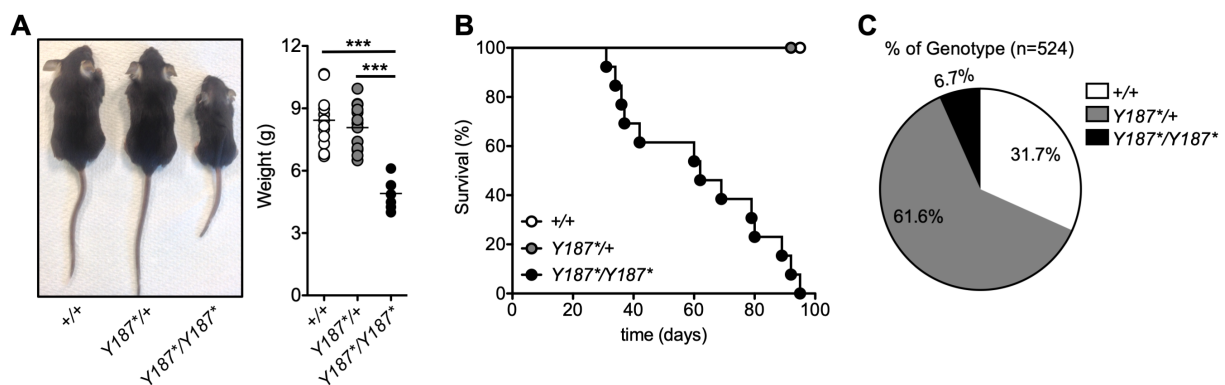 A
12
9
6
3
0
Weight (g)
***
***
+/+
Y187*/+
Y187*/Y187*
+/+
Y187*/+
Y187*/Y187*
B
100
80
60
40
20
0
Survival (%)
+/+
Y187*/+
Y187*/Y187*
0 20 40 60 80 100
time (days)
C
% of Genotype (n=524)
6.7%
31.7%
61.6%
+/+
Y187*/+
Y187*/Y187*